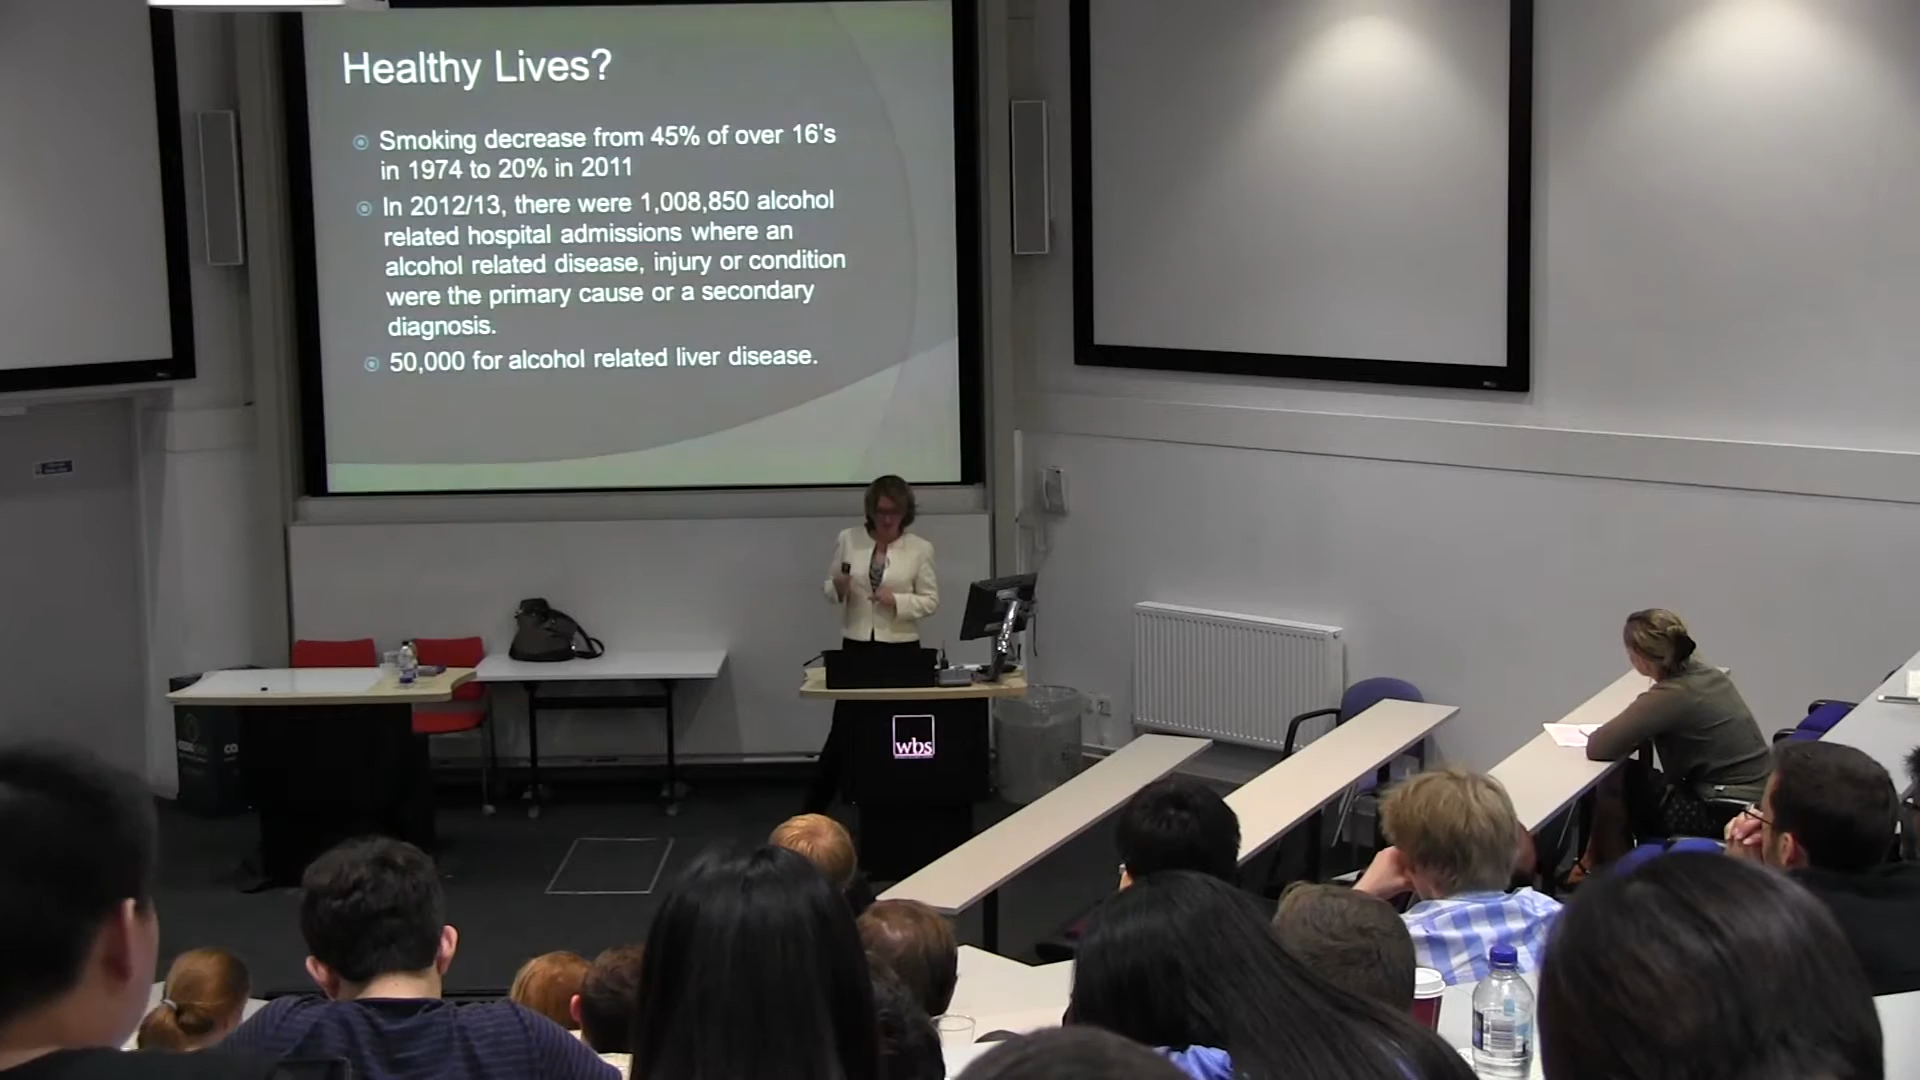 Healthy Lives?
Smoking decrease from 45% of over 16's
in 1974 to 20% in 2011
In 2012/13, there were 1,008,850 alcohol
related hospital admissions where an
alcohol related disease, injury or condition
were the primary cause or a secondary
diagnosis.
50,000 for alcohol related liver disease.
wbs